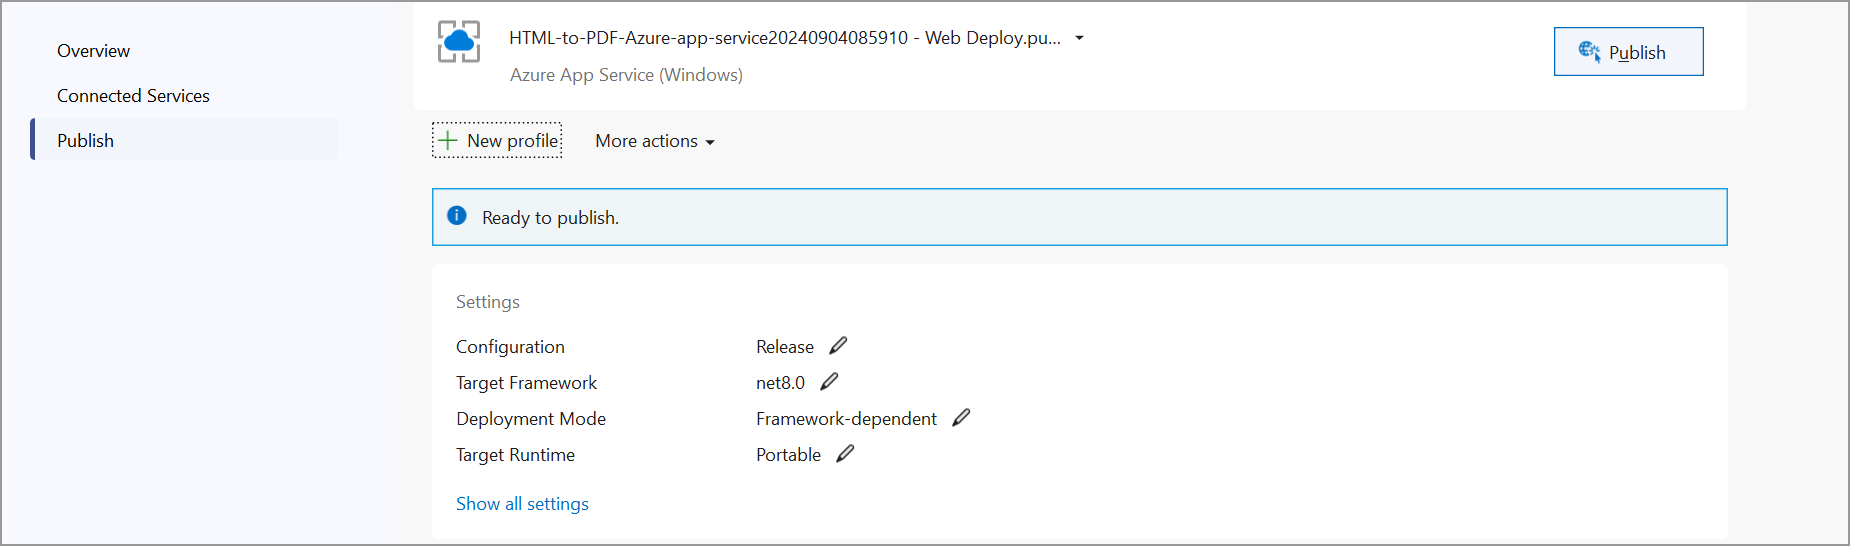 Overview
Connected Services
Publish
HTML-to-PDF-Azure-app-service20240904085910 - Web Deploy.pu...
Azure App Service (Windows)
Publish
New profile
More actions
Ready to publish.
Settings
Configuration Release
Target Framework net8.0
Deployment Mode Framework-dependent
Target Runtime Portable
Show all settings